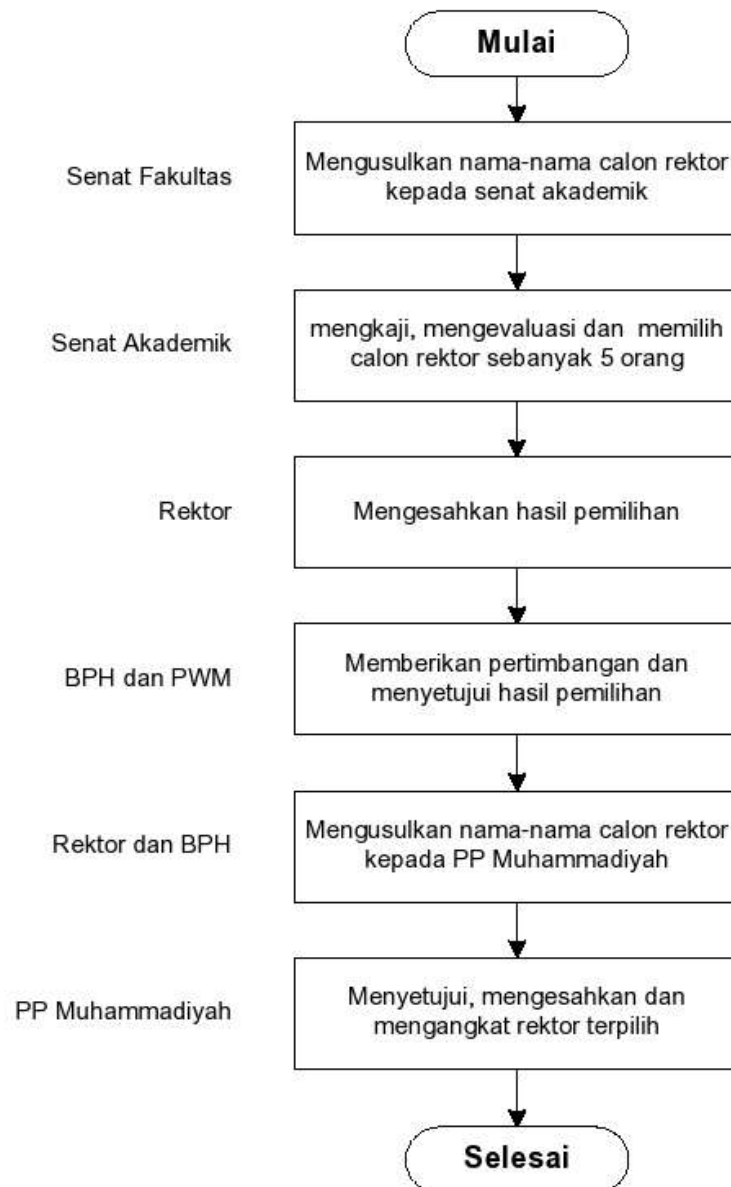 Mulai
Senat Fakultas
Mengusulkan nama-nama calon rektor
kepada senat akademik
Senat Akademik
mengkaji, mengevaluasi dan memilih
calon rektor sebanyak 5 orang
Rektor
Mengesahkan hasil pemilihan
BPH dan PWM
Memberikan pertimbangan dan
menyetujui hasil pemilihan
Rektor dan BPH
Mengusulkan nama-nama calon rektor
kepada PP Muhammadiyah
PP Muhammadiyah
Menyetujui, mengesahkan dan
mengangkat rektor terpilih
Selesai